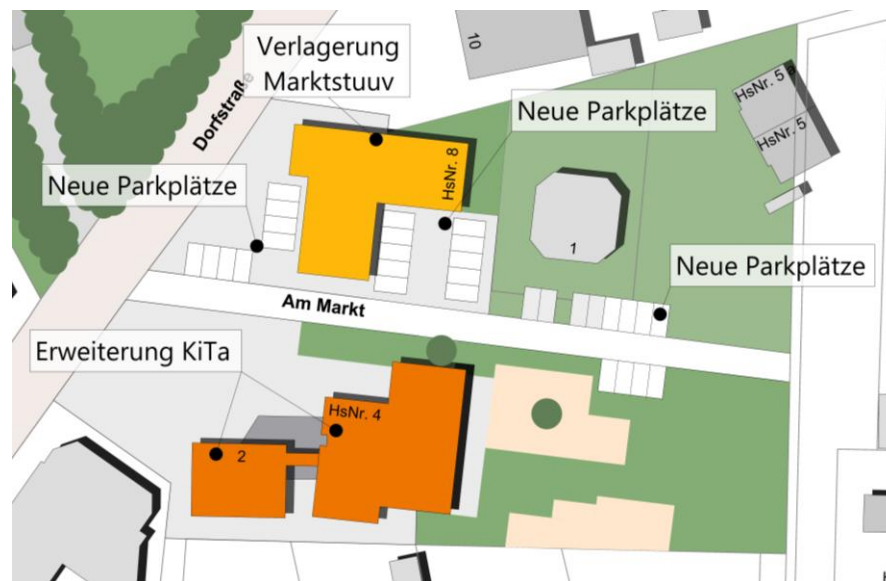 Verlagerung
Marktstuuv
10
HsNr. 5 a
HsNr. 5
Dorfstraße
Neue Parkplätze
HsNr. 8
Neue Parkplätze
1
Neue Parkplätze
Am Markt
Erweiterung KiTa
HsNr. 4
2